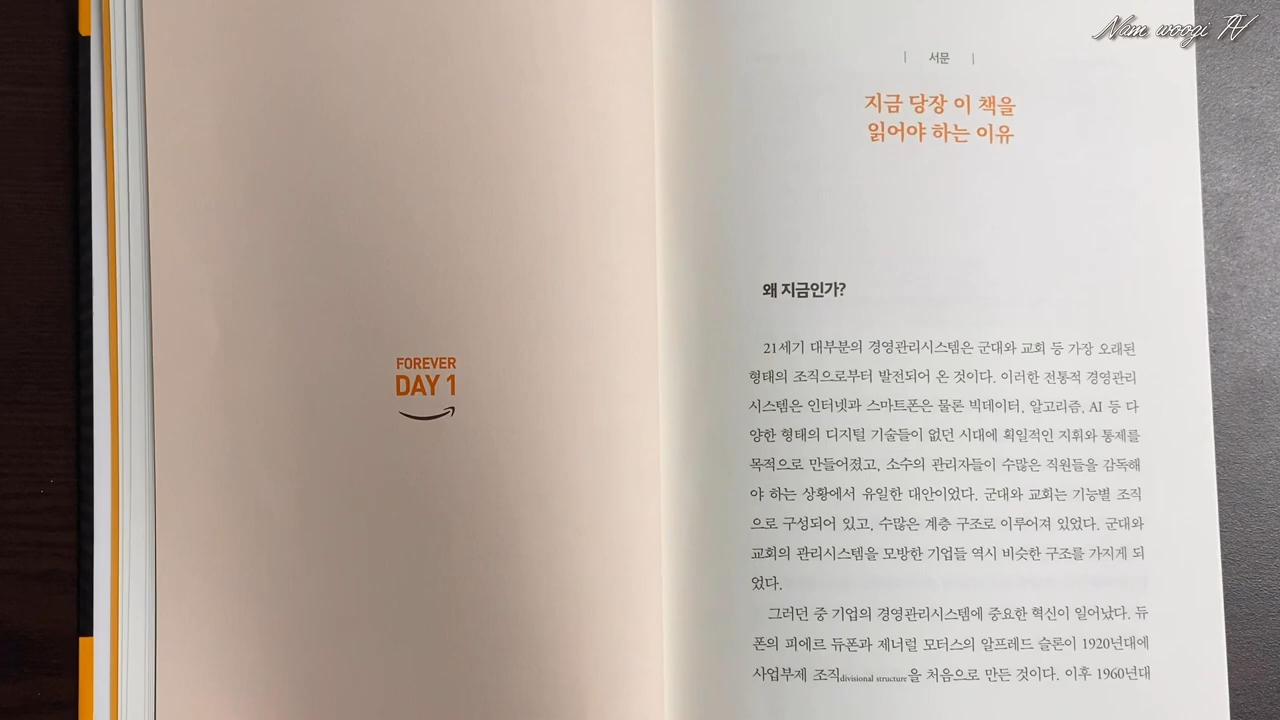 Nam woogi TV
FOREVER
DAY 1
| 서문 |
지금 당장 이 책을
읽어야 하는 이유
왜 지금인가?
21세기 대부분의 경영관리시스템은 군대와 교회 등 가장 오래된
형태의 조직으로부터 발전되어 온 것이다. 이러한 전통적 경영관리
시스템은 인터넷과 스마트폰은 물론 빅데이터, 알고리즘, AI 등 다
양한 형태의 디지털 기술들이 없던 시대에 획일적인 지휘와 통제를
목적으로 만들어졌고, 소수의 관리자들이 수많은 직원들을 감독해
야 하는 상황에서 유일한 대안이었다. 군대와 교회는 기능별 조직
으로 구성되어 있고, 수많은 계층 구조로 이루어져 있었다. 군대와
교회의 관리시스템을 모방한 기업들 역시 비슷한 구조를 가지게 되
었다.
그러던 중 기업의 경영관리시스템에 중요한 혁신이 일어났다. 듀
폰의 피에르 듀폰과 제너럴 모터스의 알프레드 슬론이 1920년대에
사업부제 조직divisional structure을 처음으로 만든 것이다. 이후 1960년대